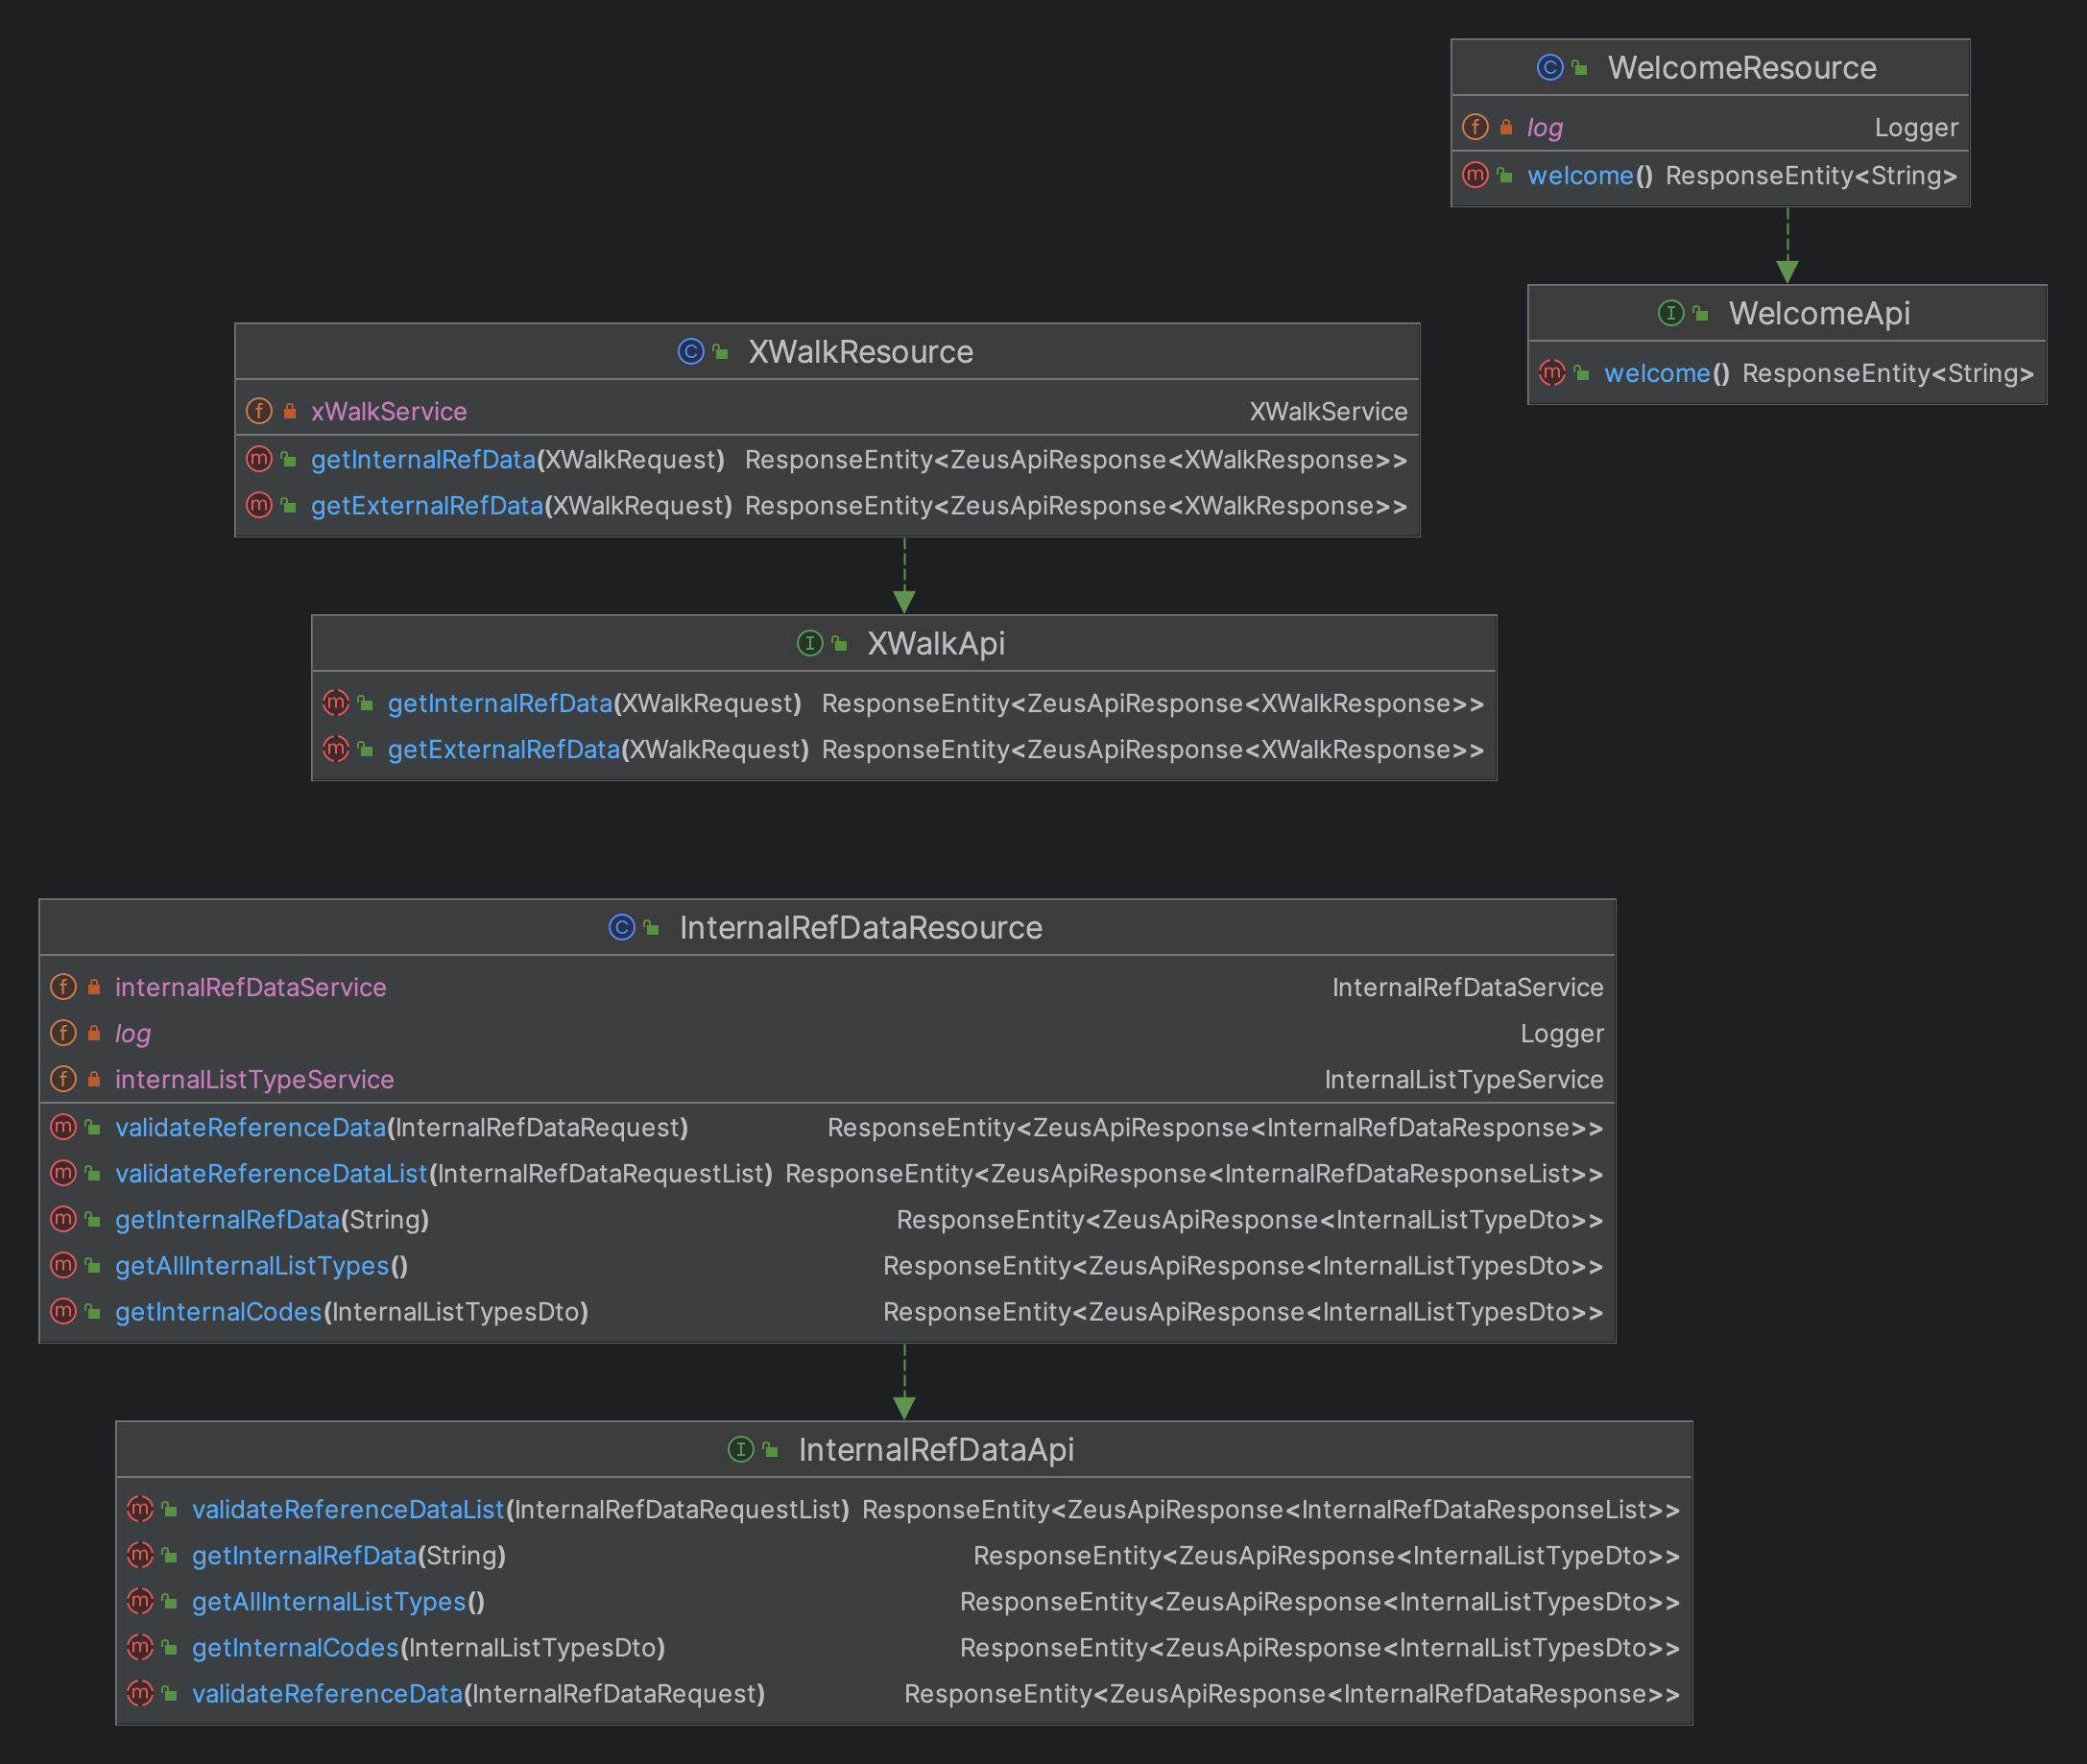 WelcomeResource
log Logger
welcome() ResponseEntity<String>
WelcomeApi
welcome() ResponseEntity<String>
XWalkResource
xWalkService XWalkService
getInternalRefData(XWalkRequest) ResponseEntity<ZeusApiResponse<XWalkResponse>>
getExternalRefData(XWalkRequest) ResponseEntity<ZeusApiResponse<XWalkResponse>>
XWalkApi
getInternalRefData(XWalkRequest) ResponseEntity<ZeusApiResponse<XWalkResponse>>
getExternalRefData(XWalkRequest) ResponseEntity<ZeusApiResponse<XWalkResponse>>
InternalRefDataResource
internalRefDataService InternalRefDataService
log Logger
internalListTypeService InternalListTypeService
validateReferenceData(InternalRefDataRequest) ResponseEntity<ZeusApiResponse<InternalRefDataResponse>>
validateReferenceDataList(InternalRefDataRequestList) ResponseEntity<ZeusApiResponse<InternalRefDataResponseList>>
getInternalRefData(String) ResponseEntity<ZeusApiResponse<InternalListTypeDto>>
getAllInternalListTypes() ResponseEntity<ZeusApiResponse<InternalListTypesDto>>
getInternalCodes(InternalListTypesDto) ResponseEntity<ZeusApiResponse<InternalListTypesDto>>
InternalRefDataApi
validateReferenceDataList(InternalRefDataRequestList) ResponseEntity<ZeusApiResponse<InternalRefDataResponseList>>
getInternalRefData(String) ResponseEntity<ZeusApiResponse<InternalListTypeDto>>
getAllInternalListTypes() ResponseEntity<ZeusApiResponse<InternalListTypesDto>>
getInternalCodes(InternalListTypesDto) ResponseEntity<ZeusApiResponse<InternalListTypesDto>>
validateReferenceData(InternalRefDataRequest) ResponseEntity<ZeusApiResponse<InternalRefDataResponse>>